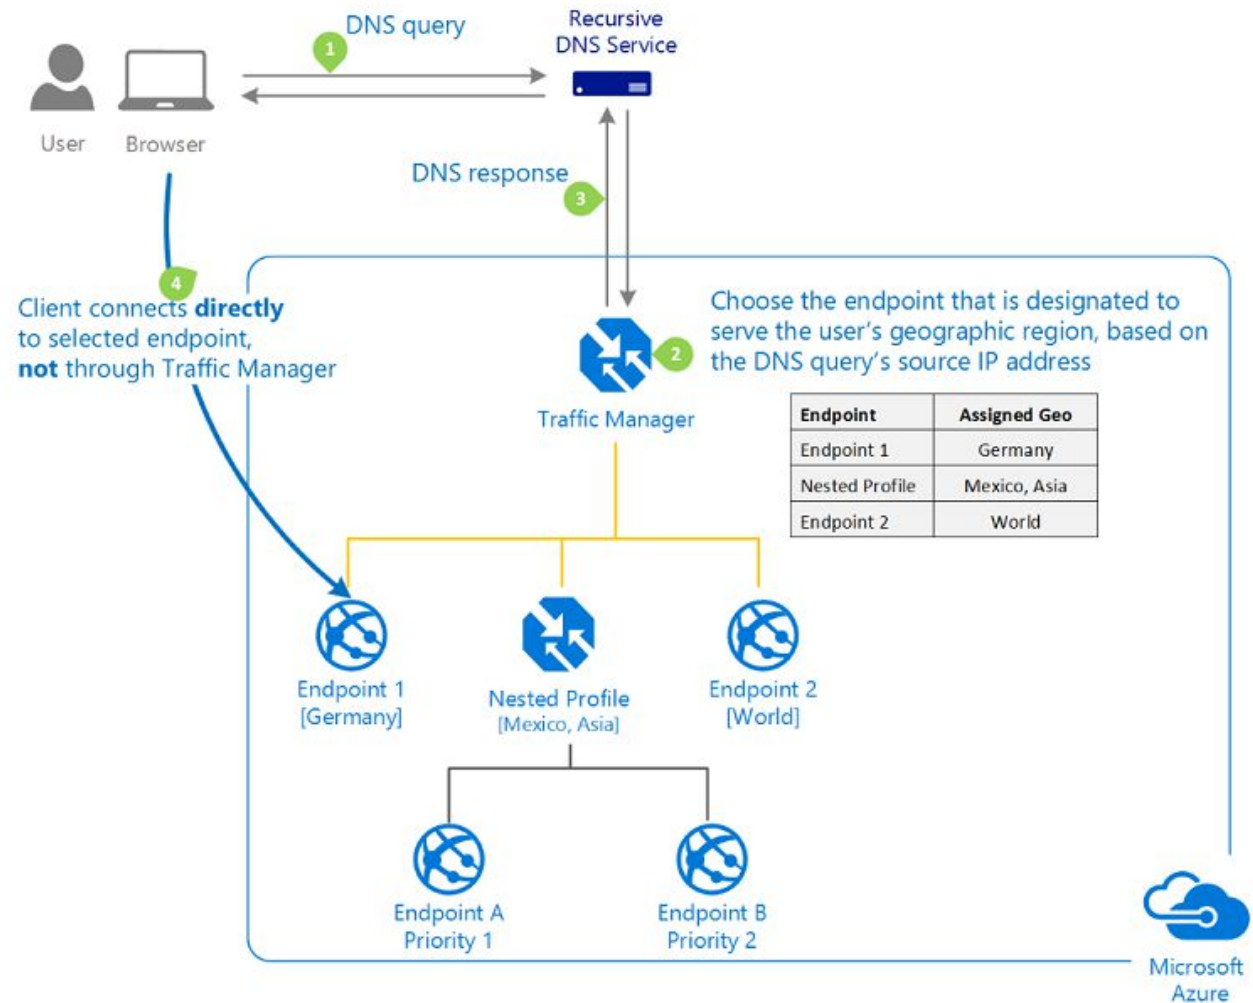 DNS query
1
Recursive
DNS Service
User
Browser
DNS response
3
4
Client connects directly
to selected endpoint,
not through Traffic Manager
2
Choose the endpoint that is designated to
serve the user's geographic region, based on
the DNS query's source IP address
Traffic Manager
Endpoint Assigned Geo
Endpoint 1 Germany
Nested Profile Mexico, Asia
Endpoint 2 World
Endpoint 1
[Germany]
Nested Profile
[Mexico, Asia]
Endpoint 2
[World]
Endpoint A
Priority 1
Endpoint B
Priority 2
Microsoft
Azure